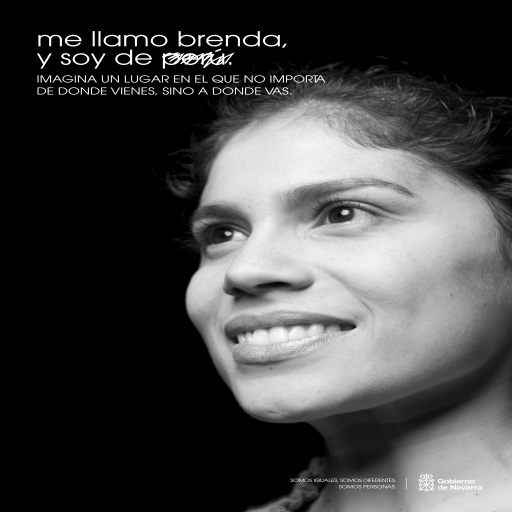 me llamo brenda,
y soy de perú.
IMAGINA UN LUGAR EN EL QUE NO IMPORTA
DE DONDE VIENES, SINO A DONDE VAS.
SOMOS IGUALES. SOMOS DIFERENTES.
SOMOS PERSONAS
Gobierno
de Navarra